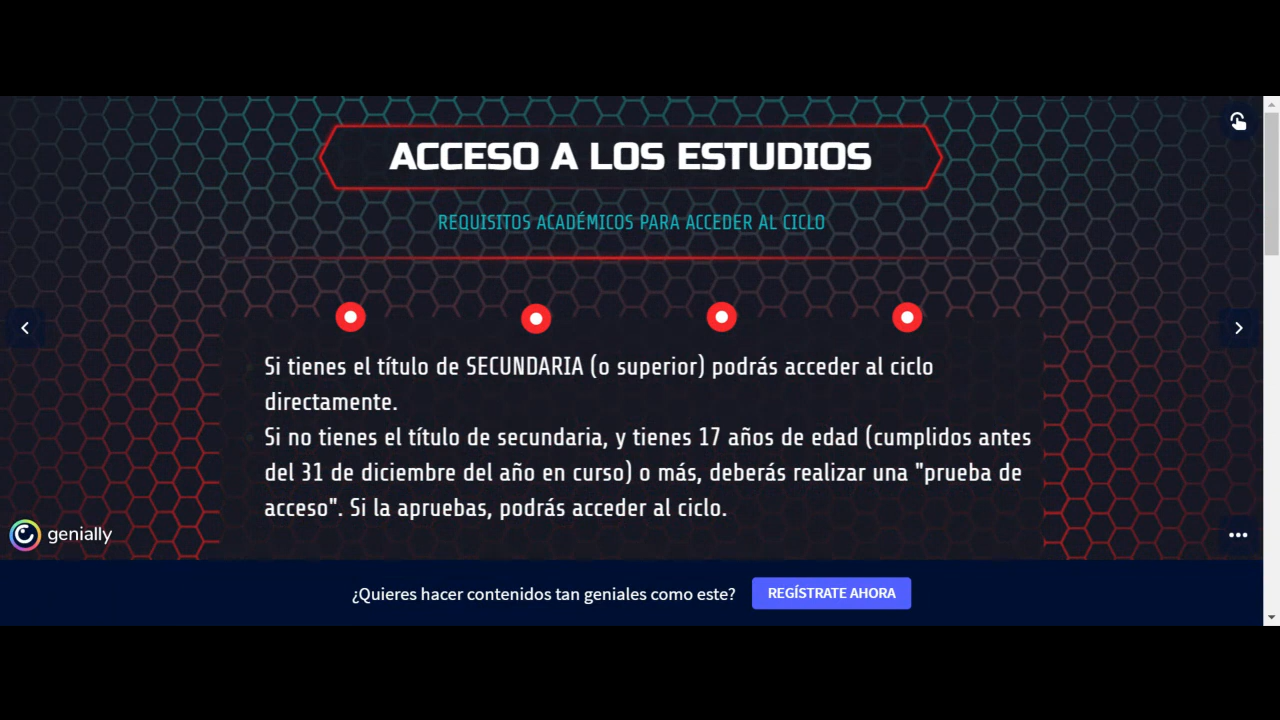 ACCESO A LOS ESTUDIOS
REQUISITOS ACADÉMICOS PARA ACCEDER AL CICLO
Si tienes el título de SECUNDARIA (o superior) podrás acceder al ciclo
directamente.
Si no tienes el título de secundaria, y tienes 17 años de edad (cumplidos antes
del 31 de diciembre del año en curso) o más, deberás realizar una "prueba de
acceso". Si la apruebas, podrás acceder al ciclo.
genially
¿Quieres hacer contenidos tan geniales como este? REGÍSTRATE AHORA